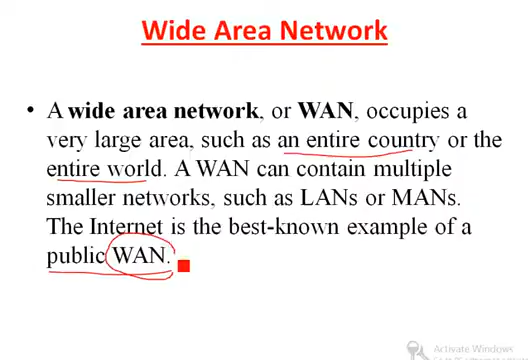 Wide Area Network
• A wide area network, or WAN, occupies a
very large area, such as an entire country or the
entire world. A WAN can contain multiple
smaller networks, such as LANs or MANs.
The Internet is the best-known example of a
public WAN.
Activate Windows